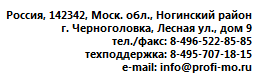 Россия, 142342, Моск. обл., Ногинский район
г. Черноголовка, Лесная ул., дом 9
тел./факс: 8-496-522-85-85
техподдержка: 8-495-707-18-15
e-mail: info@profi-mo.ru